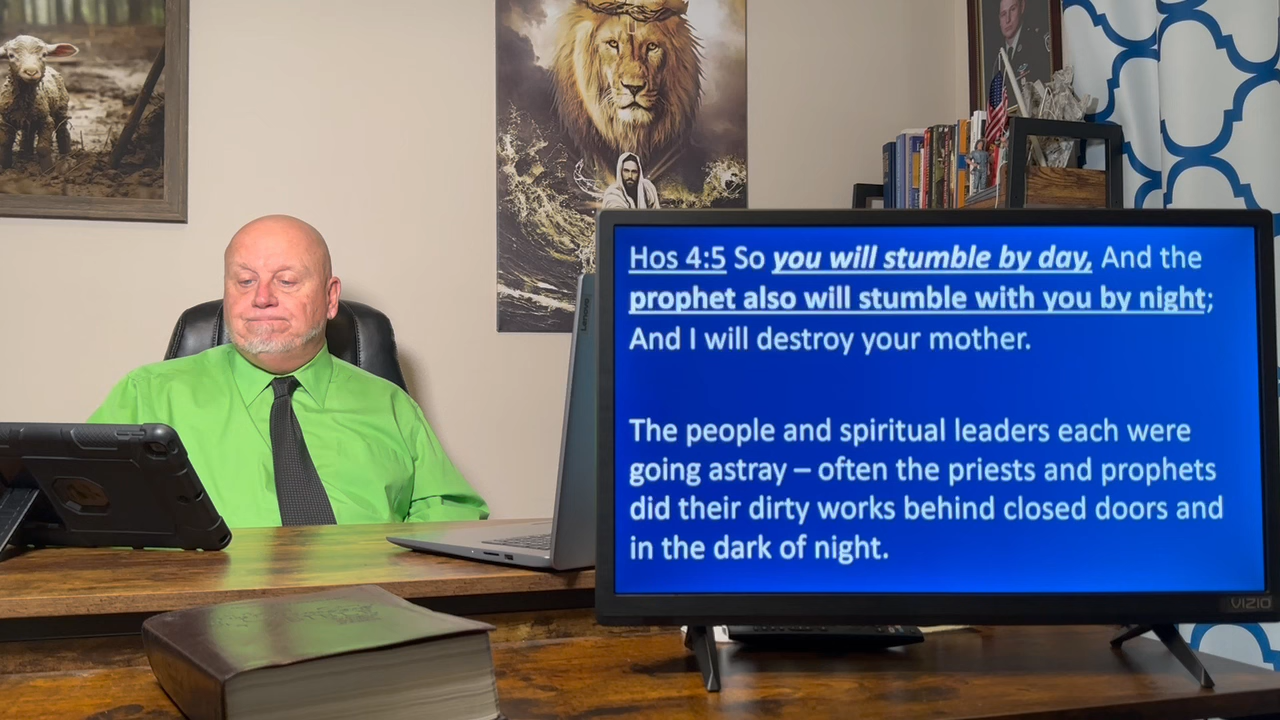 Hos 4:5 So you will stumble by day, And the
prophet also will stumble with you by night;
And I will destroy your mother.
The people and spiritual leaders each were
going astray – often the priests and prophets
did their dirty works behind closed doors and
in the dark of night.
VIZIO
Lenovo